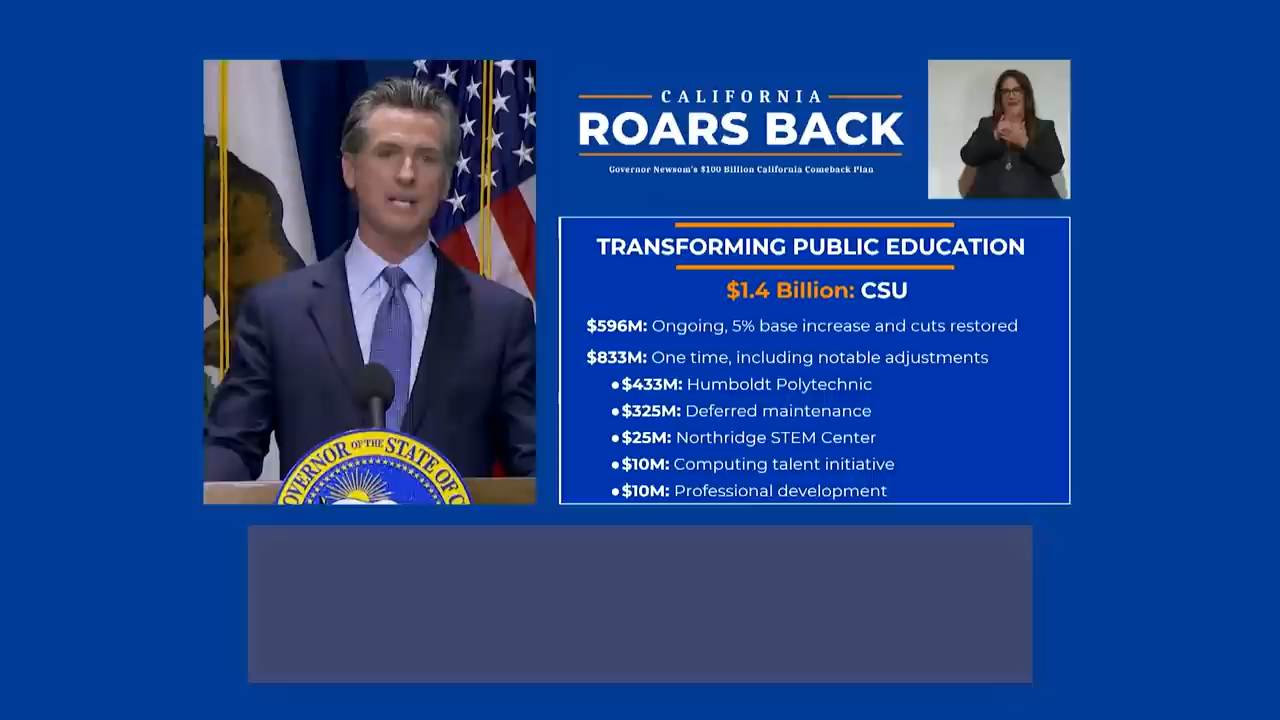 CALIFORNIA
ROARS BACK
Governor Newsom's $100 Billion California Comeback Plan
TRANSFORMING PUBLIC EDUCATION
$1.4 Billion: CSU
$596M: Ongoing, 5% base increase and cuts restored
$833M: One time, including notable adjustments
• $433M: Humboldt Polytechnic
• $325M: Deferred maintenance
• $25M: Northridge STEM Center
• $10M: Computing talent initiative
• $10M: Professional development
GOVERNOR OF THE STATE OF